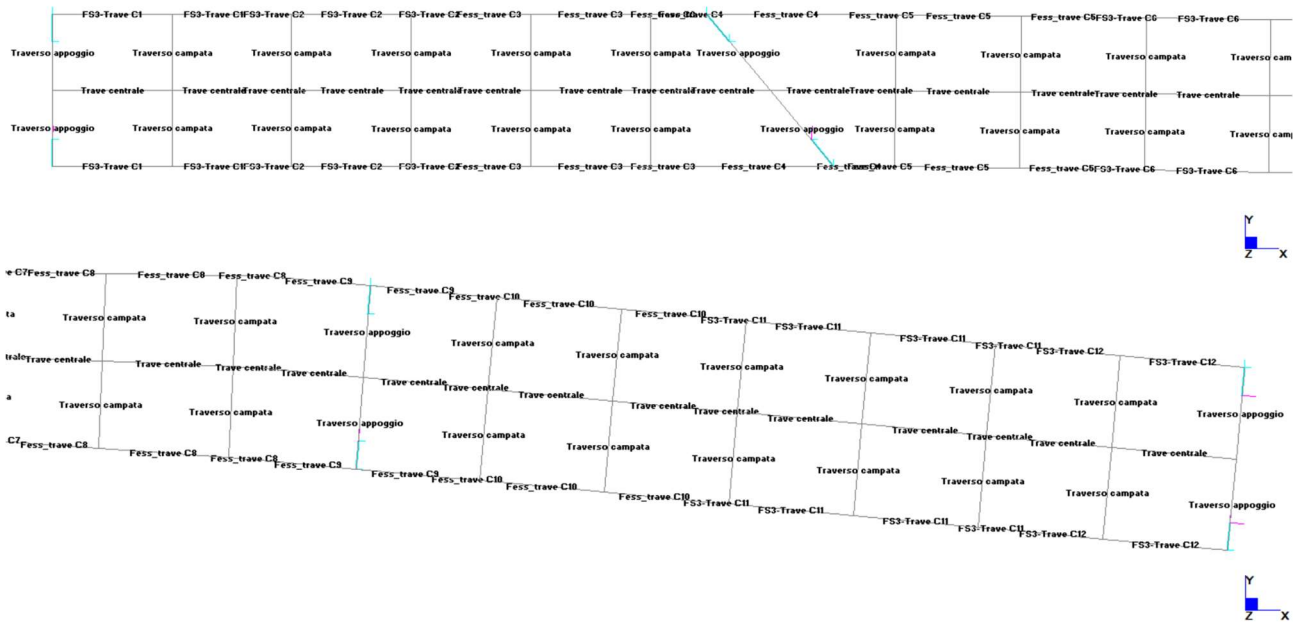 FS3-Trave C1 FS3-Trave C1 FS3-Trave C2 FS3-Trave C2 FS3-Trave C2 Fess_trave C3 Fess_trave C3 Fess_trave C4 Fess_trave C5 Fess_trave C5 Fess_trave C5 FS3-Trave C6 FS3-Trave C6
Traverso appoggio Traverso campata Traverso campata Traverso campata Traverso campata Traverso campata Traverso appoggio Traverso campata Traverso campata Traverso campata Traverso cam
Trave centrale Trave centrale Trave centrale Trave centrale Trave centrale Trave centrale Trave centrale Trave centrale Trave centrale Trave centrale Trave centrale Trave centrale Trave centrale Trave centrale Trave centrale
Traverso appoggio Traverso campata Traverso campata Traverso campata Traverso campata Traverso campata Traverso appoggio Traverso campata Traverso campata Traverso campata Traverso camp
FS3-Trave C1 FS3-Trave C1 FS3-Trave C2 FS3-Trave C2 FS3-Trave C2 Fess_trave C3 Fess_trave C3 Fess_trave C3 Fess_trave C4 Fess_trave C5 Fess_trave C5 FS3-Trave C6 FS3-Trave C6
Y
Z X
e C7 Fess_trave C8 Fess_trave C8 Fess_trave C8 Fess_trave C9 Fess_trave C9 Fess_trave C10 Fess_trave C10 Fess_trave C10 FS3-Trave C11 FS3-Trave C11 FS3-Trave C11 FS3-Trave C11 FS3-Trave C12 FS3-Trave C12
ta Traverso campata Traverso campata Traverso appoggio Traverso campata Traverso campata Traverso campata Traverso campata Traverso campata Traverso campata Traverso appoggio
trale Trave centrale Trave centrale Trave centrale Trave centrale Trave centrale Trave centrale Trave centrale Trave centrale Trave centrale Trave centrale Trave centrale Trave centrale Trave centrale Trave centrale
a Traverso campata Traverso campata Traverso appoggio Traverso campata Traverso campata Traverso campata Traverso campata Traverso campata Traverso campata Traverso appoggio
C7 Fess_trave C8 Fess_trave C8 Fess_trave C8 Fess_trave C9 Fess_trave C9 Fess_trave C10 Fess_trave C10 Fess_trave C10 FS3-Trave C11 FS3-Trave C11 FS3-Trave C11 FS3-Trave C11 FS3-Trave C12 FS3-Trave C12
Y
Z X